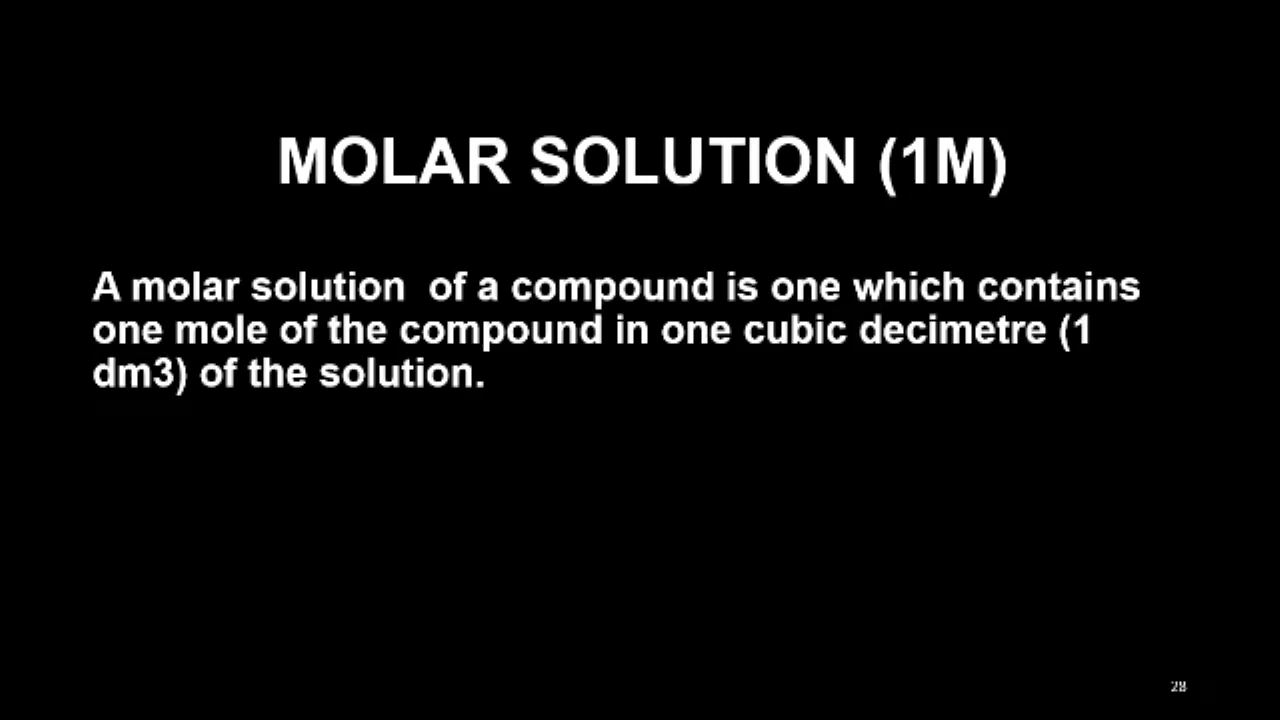 MOLAR SOLUTION (1M)
A molar solution  of a compound is one which contains
one mole of the compound in one cubic decimetre (1
dm3) of the solution.
28